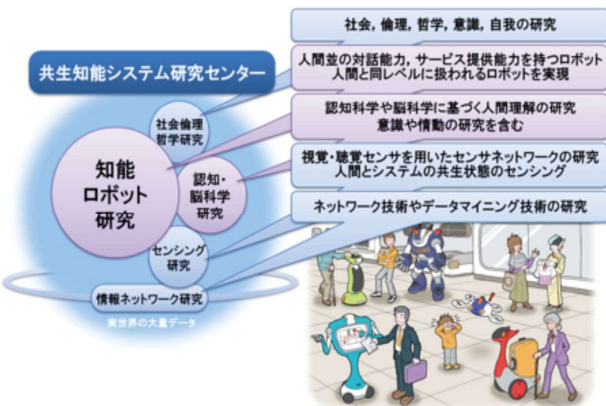 共生知能システム研究センター
社会倫理
哲学研究
知能
ロボット
研究
認知・
脳科学
研究
センシング
研究
情報ネットワーク研究
実世界の大量データ
社会, 倫理, 哲学, 意識, 自我の研究
人間並の対話能力, サービス提供能力を持つロボット
人間と同レベルに扱われるロボットを実現
認知科学や脳科学に基づく人間理解の研究
意識や情動の研究を含む
視覚・聴覚センサを用いたセンサネットワークの研究
人間とシステムの共生状態のセンシング
ネットワーク技術やデータマイニング技術の研究